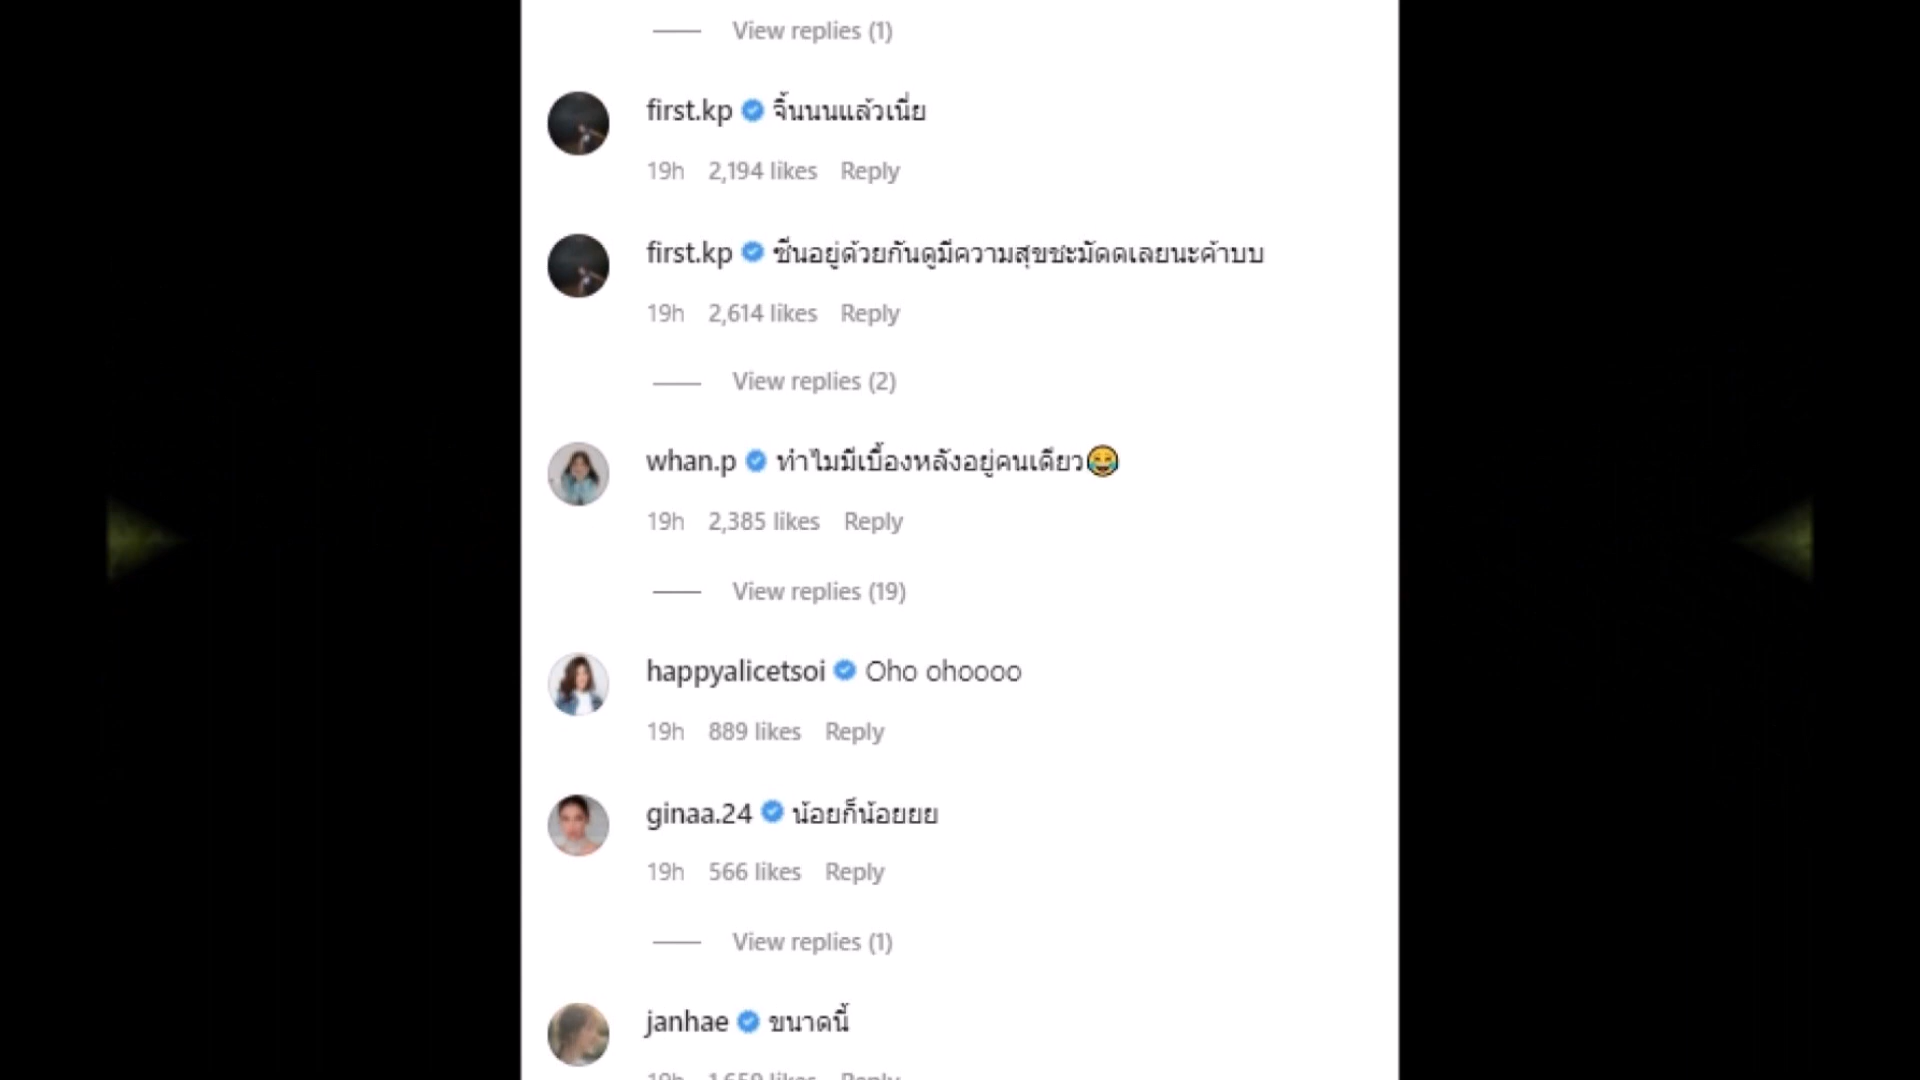 View replies (1)
first.kp จิ้นนนแล้วเนี่ย
19h 2,194 likes Reply
first.kp ซีนอยู่ด้วยกันดูมีความสุขชะมัดดเลยนะค้าบบ
19h 2,614 likes Reply
View replies (2)
whan.p ทำไมมีเบื้องหลังอยู่คนเดียว😂
19h 2,385 likes Reply
View replies (19)
happyalicetsoi Oho ohoooo
19h 889 likes Reply
ginaa.24 น้อยก็น้อยยย
19h 566 likes Reply
View replies (1)
janhae ขนาดนี้
19h 1,659 likes Reply